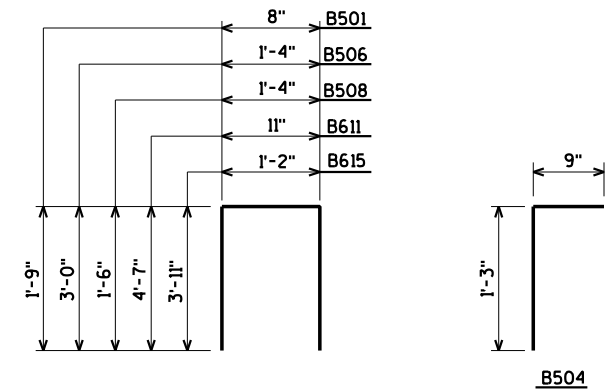 8" B501
1'-4" B506
1'-4" B508
11" B611
1'-2" B615
9"
1'-9" 3'-0" 1'-6" 4'-7" 3'-11" 1'-3"
B504